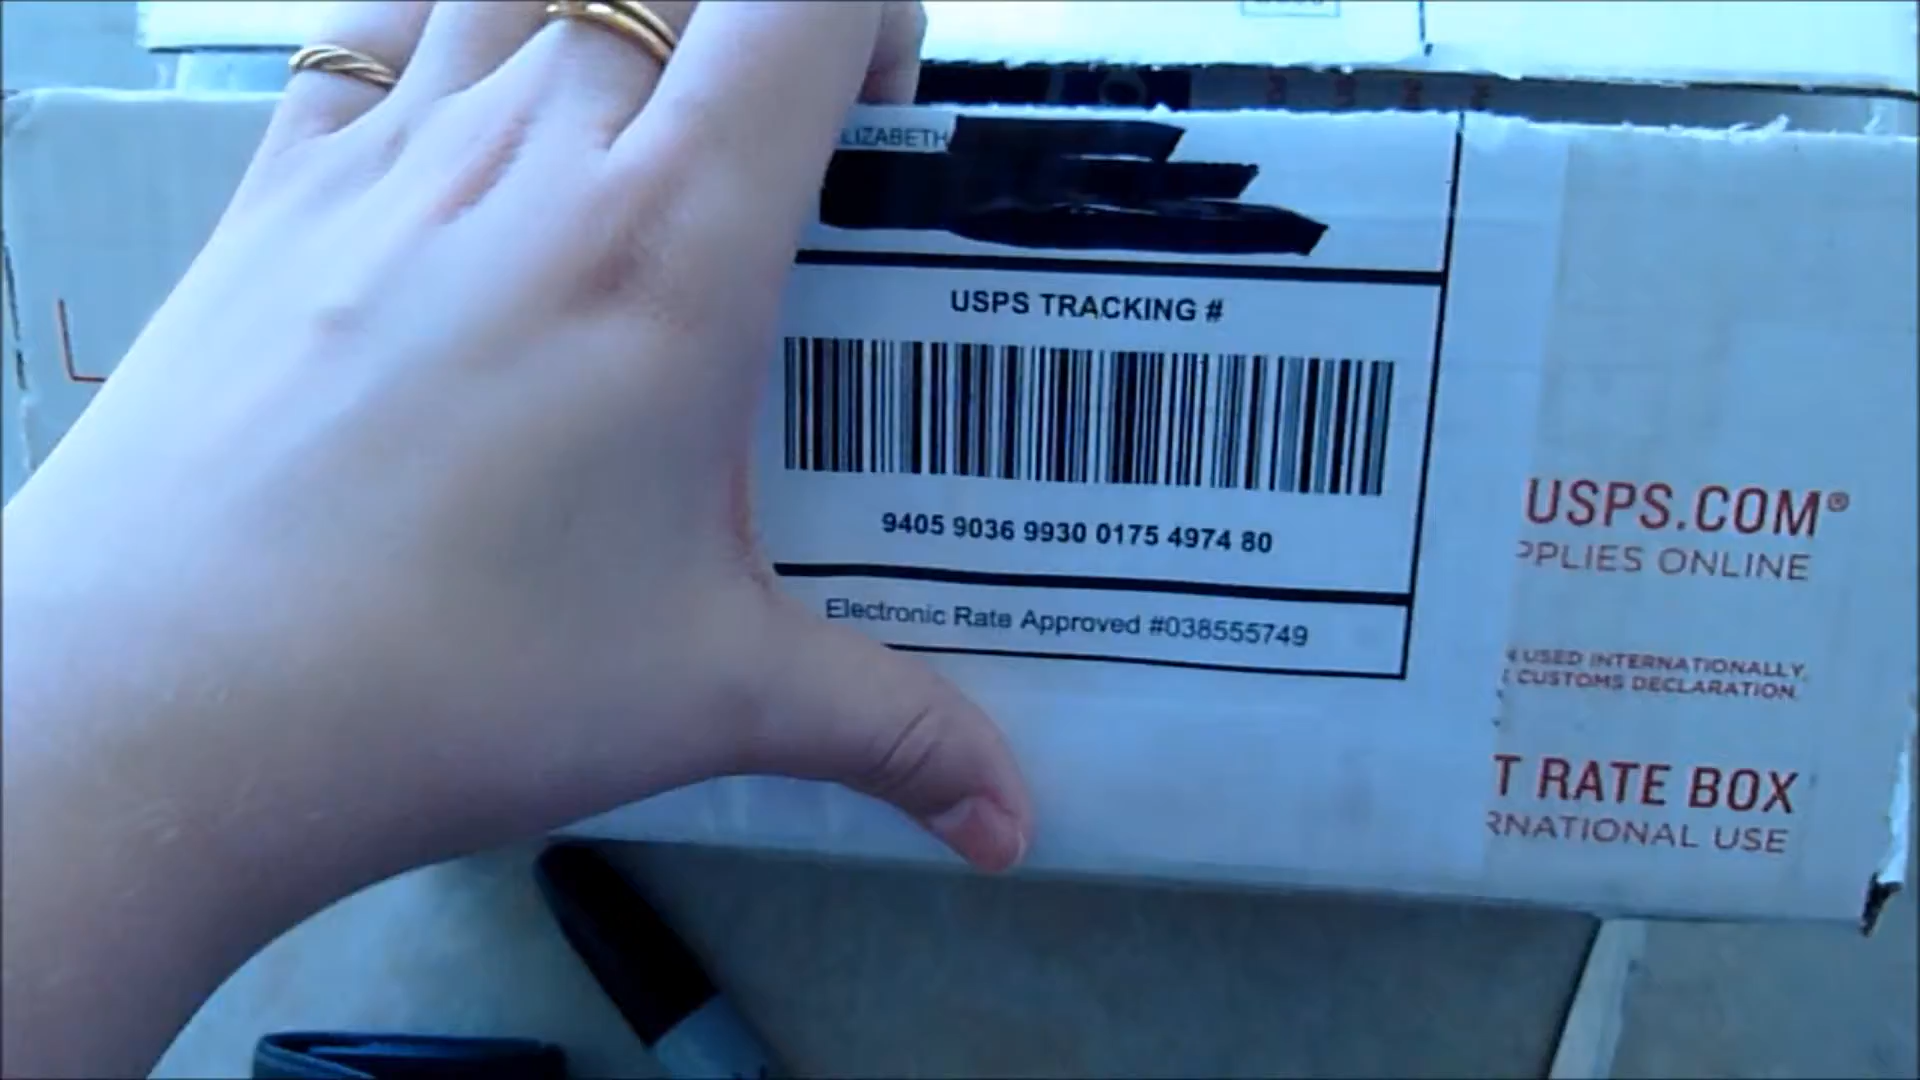 LIZABETH
USPS TRACKING #
9405 9036 9930 0175 4974 80
Electronic Rate Approved #038555749
USPS.COM®
PPLIES ONLINE
USED INTERNATIONALLY,
CUSTOMS DECLARATION.
T RATE BOX
RNATIONAL USE